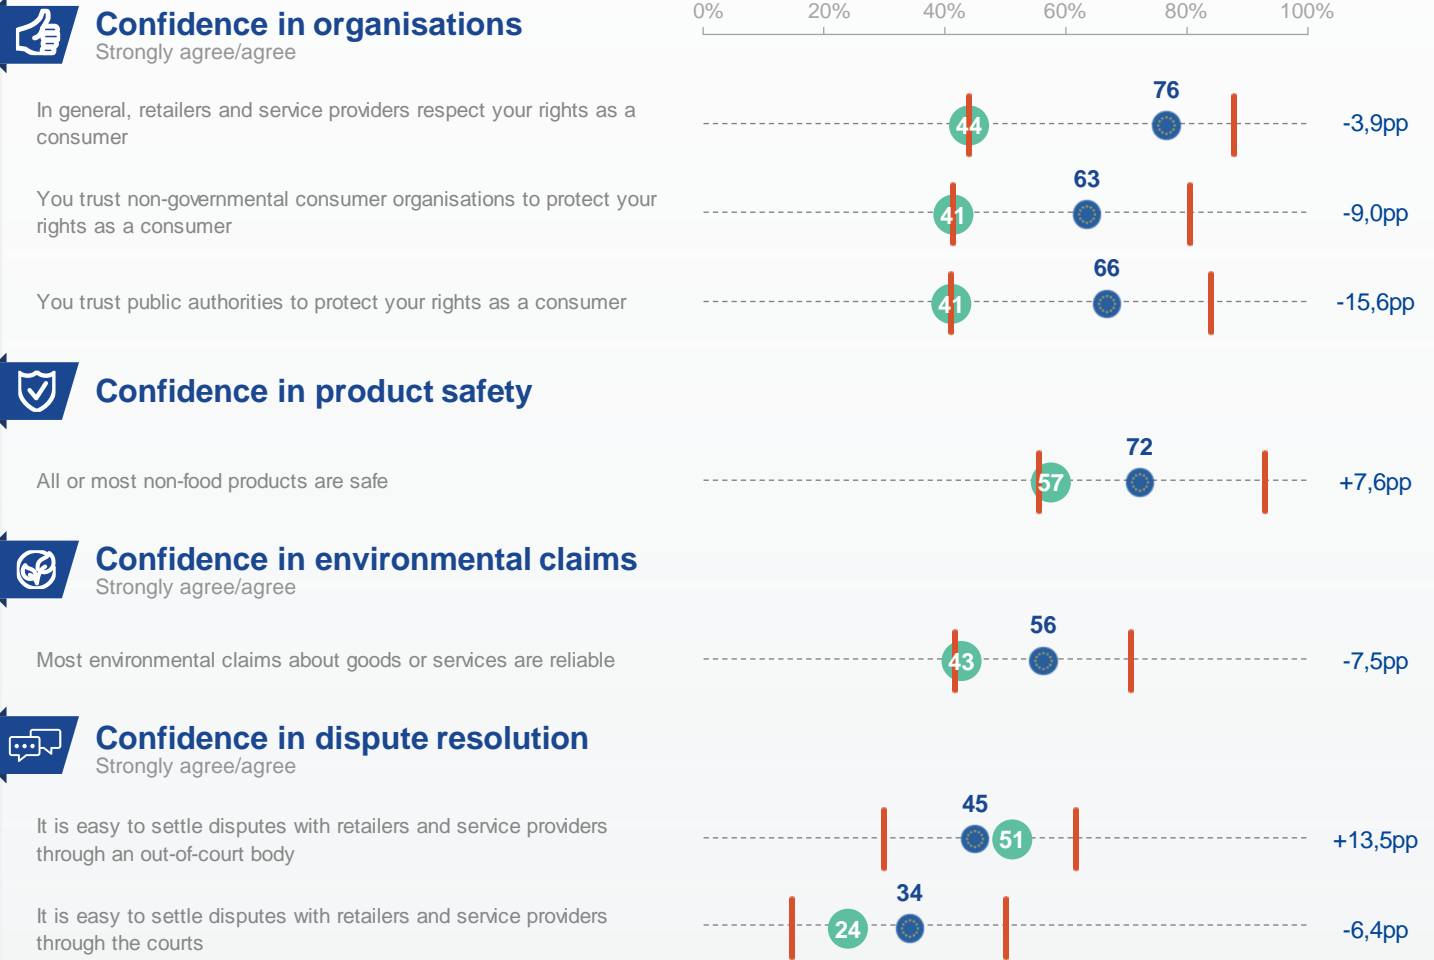 Confidence in organisations
Strongly agree/agree
0% 20% 40% 60% 80% 100%
In general, retailers and service providers respect your rights as a
consumer
44 76 -3,9pp
You trust non-governmental consumer organisations to protect your
rights as a consumer
41 63 -9,0pp
You trust public authorities to protect your rights as a consumer
41 66 -15,6pp
Confidence in product safety
All or most non-food products are safe
57 72 +7,6pp
Confidence in environmental claims
Strongly agree/agree
Most environmental claims about goods or services are reliable
43 56 -7,5pp
Confidence in dispute resolution
Strongly agree/agree
It is easy to settle disputes with retailers and service providers
through an out-of-court body
45 51 +13,5pp
It is easy to settle disputes with retailers and service providers
through the courts
24 34 -6,4pp